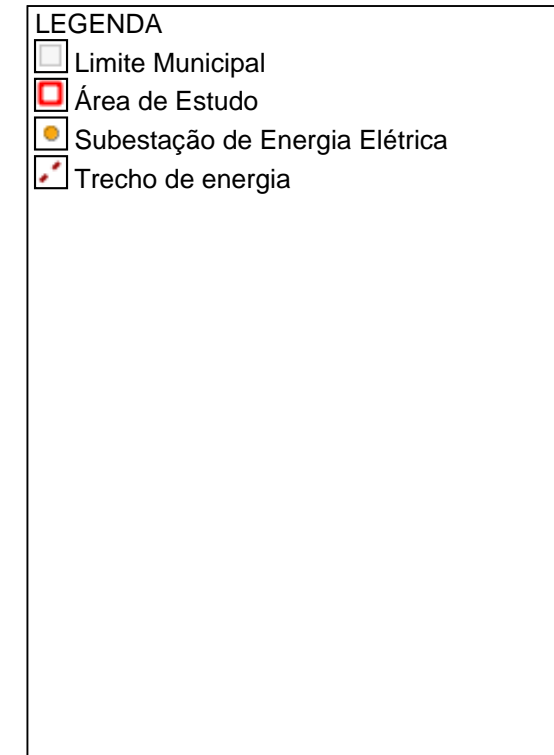 LEGENDA
Limite Municipal
Área de Estudo
Subestação de Energia Elétrica
Trecho de energia